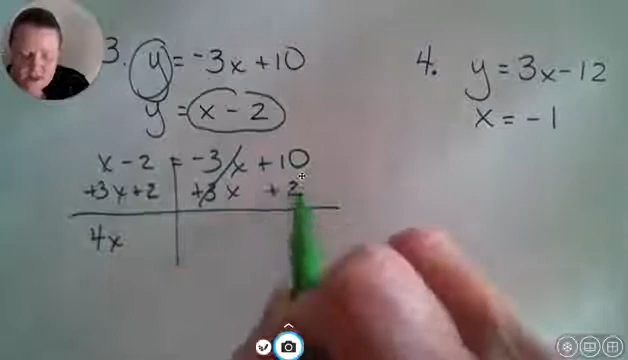 3. y = -3x + 10
y = x - 2
x - 2 = -3x + 10
+3x + 2 +3x + 2
4x
4. y = 3x - 12
x = -1